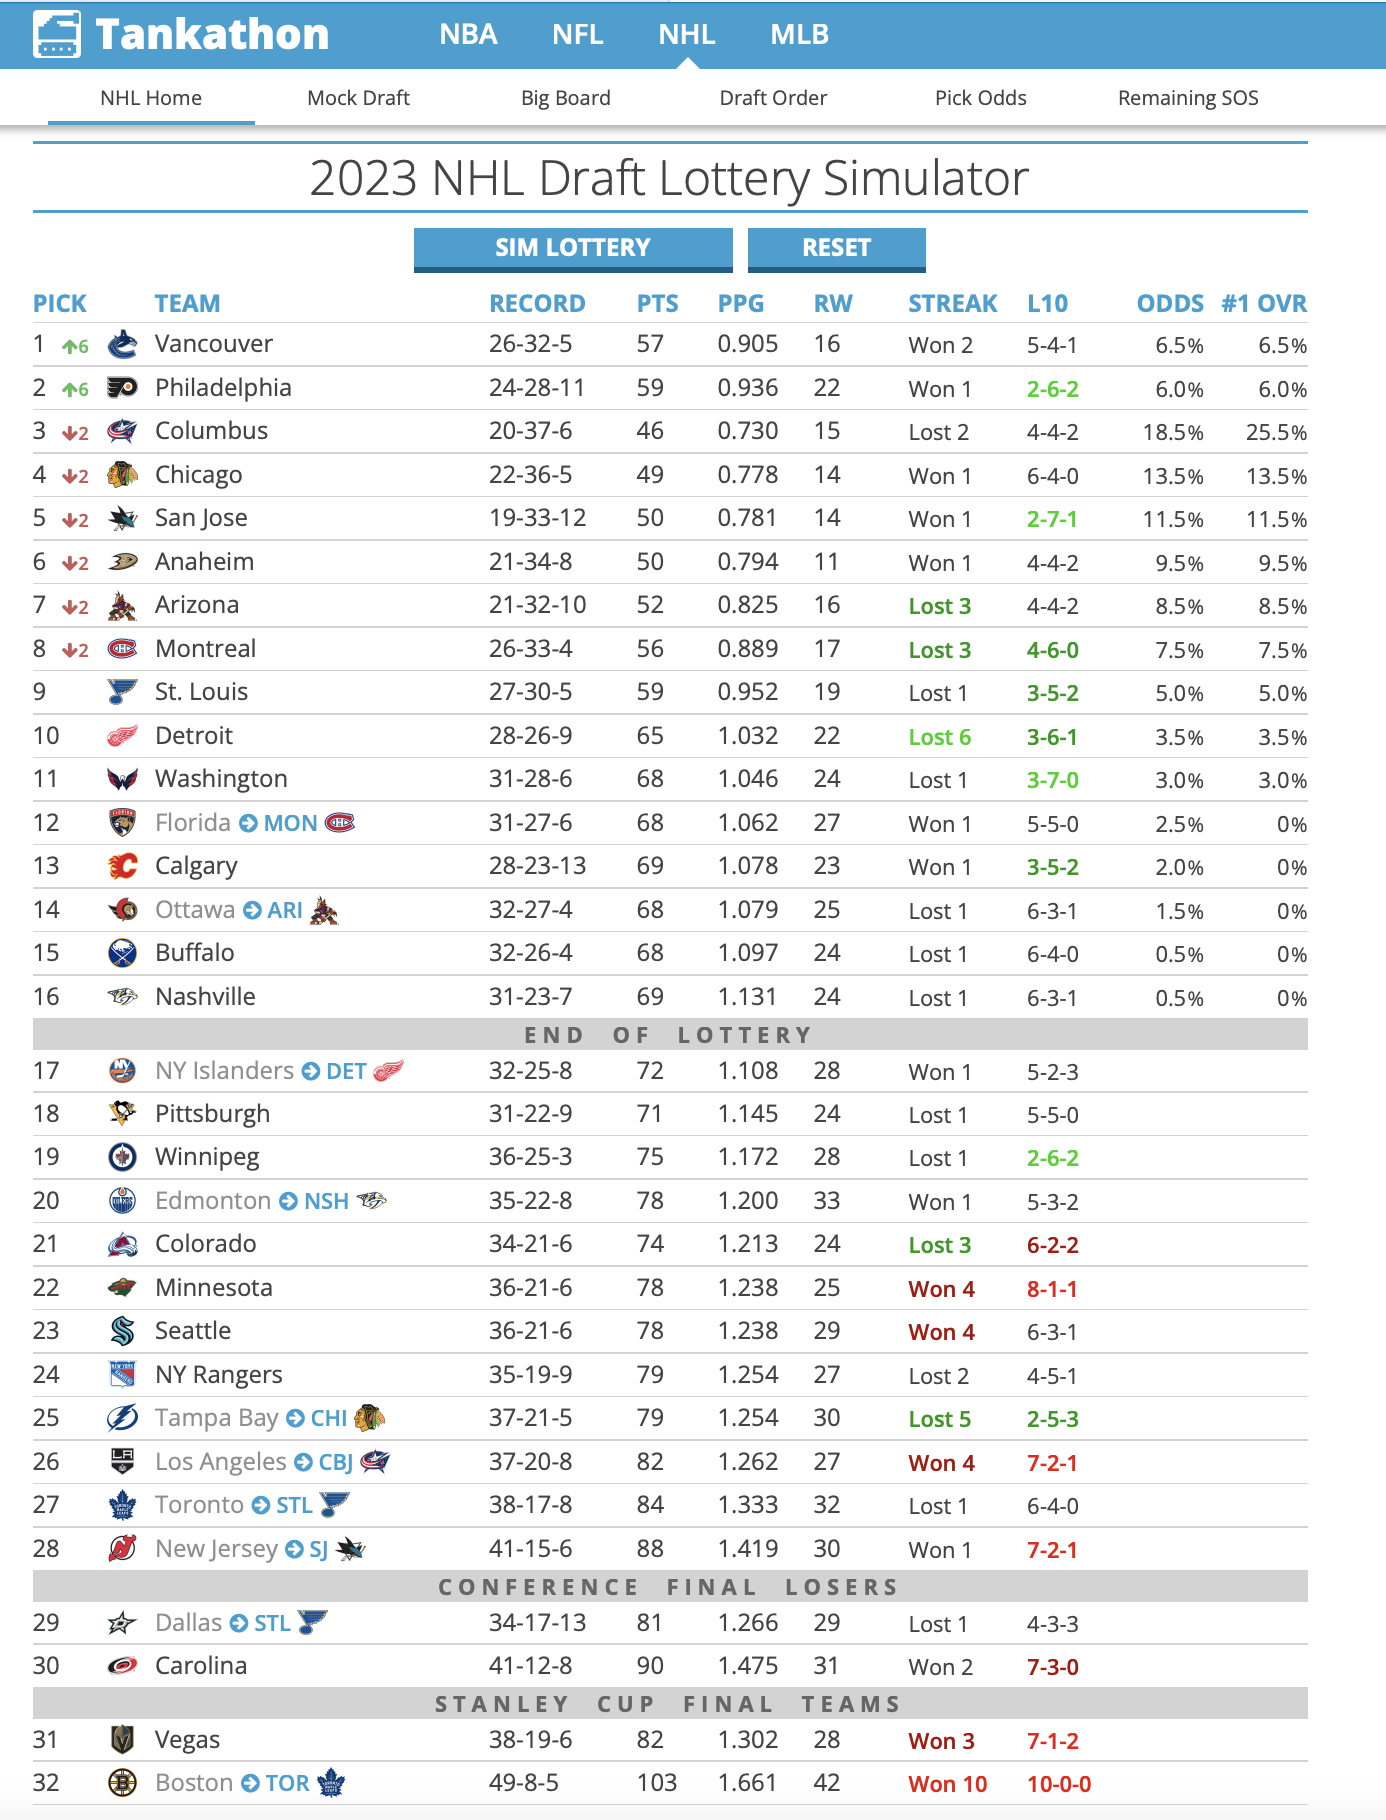 Tankathon NBA NFL NHL MLB
NHL Home Mock Draft Big Board Draft Order Pick Odds Remaining SOS
2023 NHL Draft Lottery Simulator
SIM LOTTERY RESET
PICK TEAM RECORD PTS PPG RW STREAK L10 ODDS #1 OVR
1 6 Vancouver 26-32-5 57 0.905 16 Won 2 5-4-1 6.5% 6.5%
2 6 Philadelphia 24-28-11 59 0.936 22 Won 1 2-6-2 6.0% 6.0%
3 2 Columbus 20-37-6 46 0.730 15 Lost 2 4-4-2 18.5% 25.5%
4 2 Chicago 22-36-5 49 0.778 14 Won 1 6-4-0 13.5% 13.5%
5 2 San Jose 19-33-12 50 0.781 14 Won 1 2-7-1 11.5% 11.5%
6 2 Anaheim 21-34-8 50 0.794 11 Won 1 4-4-2 9.5% 9.5%
7 2 Arizona 21-32-10 52 0.825 16 Lost 3 4-4-2 8.5% 8.5%
8 2 Montreal 26-33-4 56 0.889 17 Lost 3 4-6-0 7.5% 7.5%
9 St. Louis 27-30-5 59 0.952 19 Lost 1 3-5-2 5.0% 5.0%
10 Detroit 28-26-9 65 1.032 22 Lost 6 3-6-1 3.5% 3.5%
11 Washington 31-28-6 68 1.046 24 Lost 1 3-7-0 3.0% 3.0%
12 Florida MON 31-27-6 68 1.062 27 Won 1 5-5-0 2.5% 0%
13 Calgary 28-23-13 69 1.078 23 Won 1 3-5-2 2.0% 0%
14 Ottawa ARI 32-27-4 68 1.079 25 Lost 1 6-3-1 1.5% 0%
15 Buffalo 32-26-4 68 1.097 24 Lost 1 6-4-0 0.5% 0%
16 Nashville 31-23-7 69 1.131 24 Lost 1 6-3-1 0.5% 0%
END OF LOTTERY
17 NY Islanders DET 32-25-8 72 1.108 28 Won 1 5-2-3
18 Pittsburgh 31-22-9 71 1.145 24 Lost 1 5-5-0
19 Winnipeg 36-25-3 75 1.172 28 Lost 1 2-6-2
20 Edmonton NSH 35-22-8 78 1.200 33 Won 1 5-3-2
21 Colorado 34-21-6 74 1.213 24 Lost 3 6-2-2
22 Minnesota 36-21-6 78 1.238 25 Won 4 8-1-1
23 Seattle 36-21-6 78 1.238 29 Won 4 6-3-1
24 NY Rangers 35-19-9 79 1.254 27 Lost 2 4-5-1
25 Tampa Bay CHI 37-21-5 79 1.254 30 Lost 5 2-5-3
26 Los Angeles CBJ 37-20-8 82 1.262 27 Won 4 7-2-1
27 Toronto STL 38-17-8 84 1.333 32 Lost 1 6-4-0
28 New Jersey SJ 41-15-6 88 1.419 30 Won 1 7-2-1
CONFERENCE FINAL LOSERS
29 Dallas STL 34-17-13 81 1.266 29 Lost 1 4-3-3
30 Carolina 41-12-8 90 1.475 31 Won 2 7-3-0
STANLEY CUP FINAL TEAMS
31 Vegas 38-19-6 82 1.302 28 Won 3 7-1-2
32 Boston TOR 49-8-5 103 1.661 42 Won 10 10-0-0